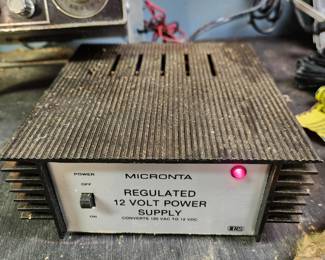 MICRONTA
POWER
OFF
ON
REGULATED
12 VOLT POWER
SUPPLY
CONVERTS 120 VAC TO 12 VDC